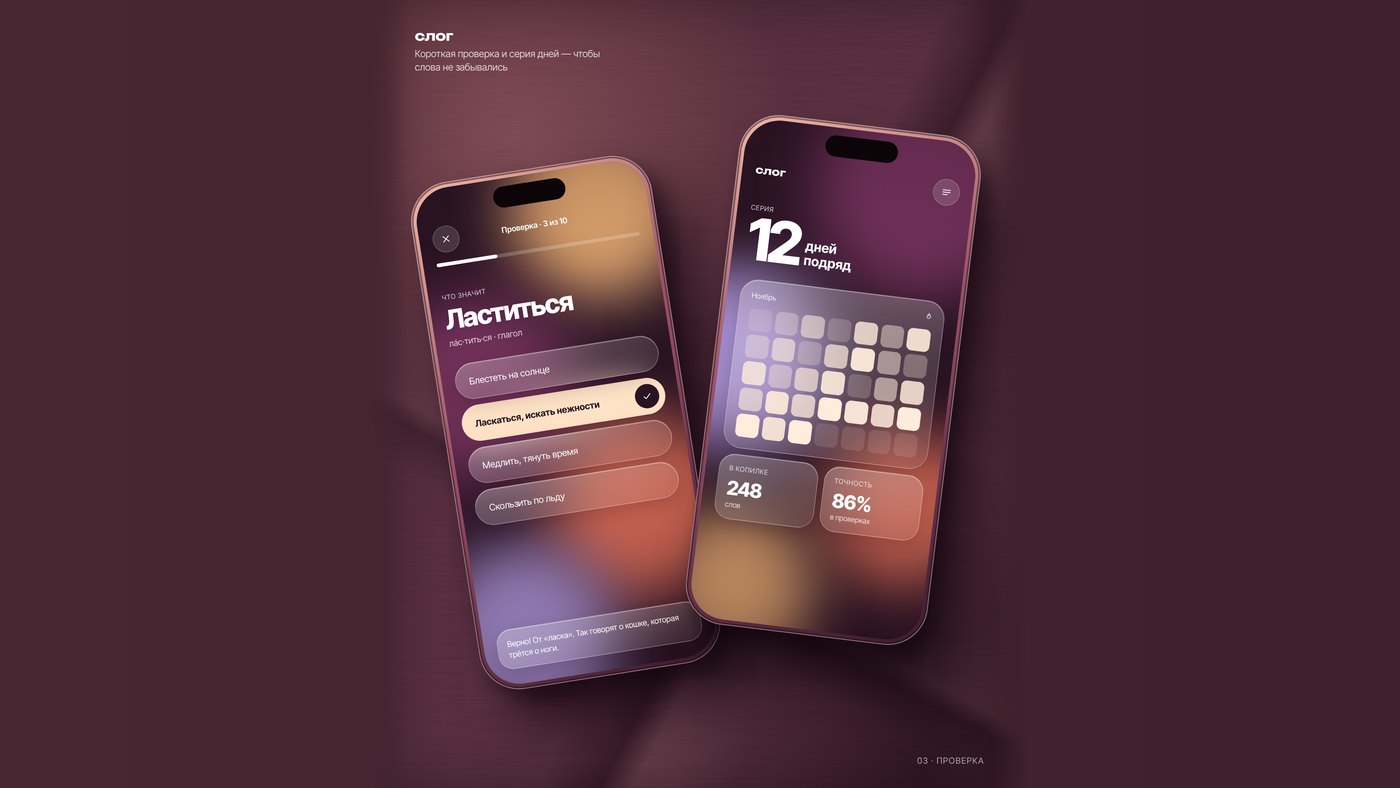 слог
Короткая проверка и серия дней — чтобы
слова не забывались
Проверка · 3 из 10
ЧТО ЗНАЧИТ
Ластиться
ла́с·тить·ся · глагол
Блестеть на солнце
Ласкаться, искать нежности
Медлить, тянуть время
Скользить по льду
Верно! От «ласка». Так говорят о кошке, которая
трётся о ноги.
слог
СЕРИЯ
12 дней
подряд
Ноябрь
В КОПИЛКЕ
248
слов
ТОЧНОСТЬ
86%
в проверках
03 · ПРОВЕРКА